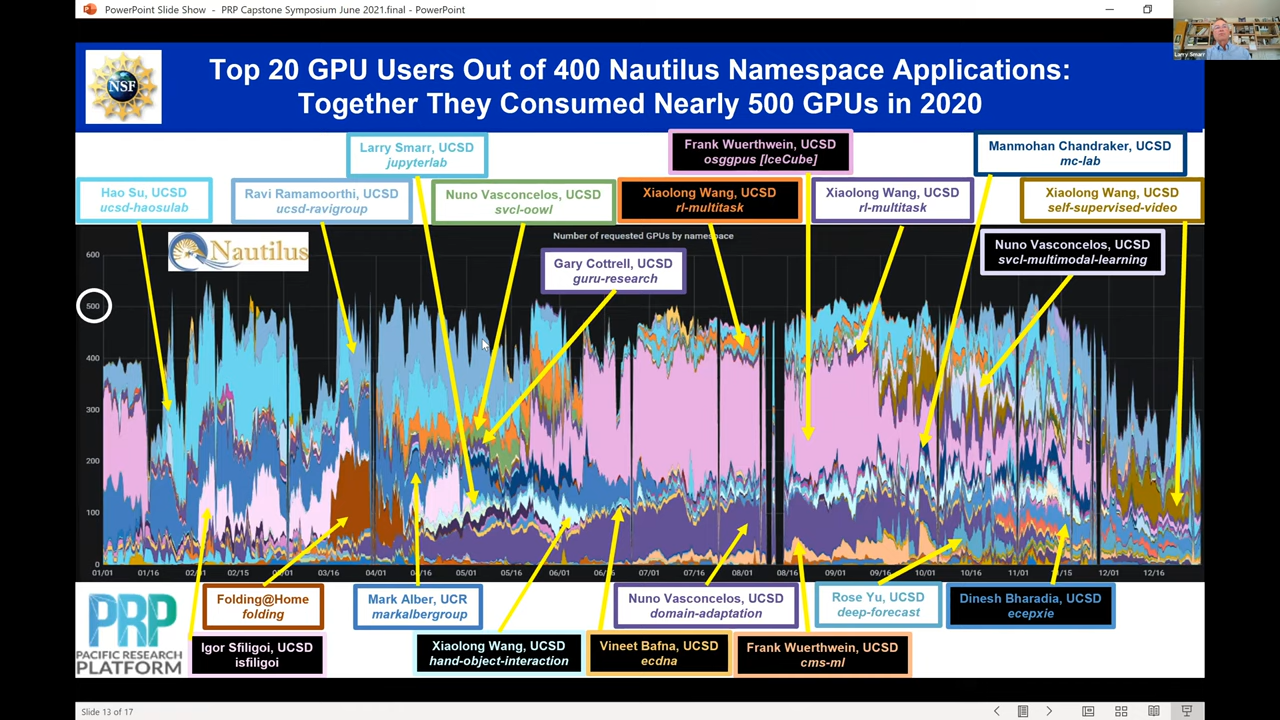 PowerPoint Slide Show - PRP Capstone Symposium June 2021.final - PowerPoint
Larry Smarr
NSF
Top 20 GPU Users Out of 400 Nautilus Namespace Applications:
Together They Consumed Nearly 500 GPUs in 2020
Larry Smarr, UCSD
jupyterlab
Frank Wuerthwein, UCSD
osggpus [IceCube]
Manmohan Chandraker, UCSD
mc-lab
Hao Su, UCSD
ucsd-haosulab
Ravi Ramamoorthi, UCSD
ucsd-ravigroup
Nuno Vasconcelos, UCSD
svcl-oowl
Xiaolong Wang, UCSD
rl-multitask
Xiaolong Wang, UCSD
rl-multitask
Xiaolong Wang, UCSD
self-supervised-video
Nautilus
Number of requested GPUs by namespace
Gary Cottrell, UCSD
guru-research
Nuno Vasconcelos, UCSD
svcl-multimodal-learning
600
500
400
300
200
100
0
01/01 01/16 02/01 02/15 03/01 03/16 04/01 04/16 05/01 05/16 06/01 06/16 07/01 07/16 08/01 08/16 09/01 09/16 10/01 10/16 11/01 11/15 12/01 12/16
PRP
PACIFIC RESEARCH
PLATFORM
Folding@Home
folding
Mark Alber, UCR
markalbergroup
Nuno Vasconcelos, UCSD
domain-adaptation
Rose Yu, UCSD
deep-forecast
Dinesh Bharadia, UCSD
ecepxie
Igor Sfiligoi, UCSD
isfiligoi
Xiaolong Wang, UCSD
hand-object-interaction
Vineet Bafna, UCSD
ecdna
Frank Wuerthwein, UCSD
cms-ml
Slide 13 of 17